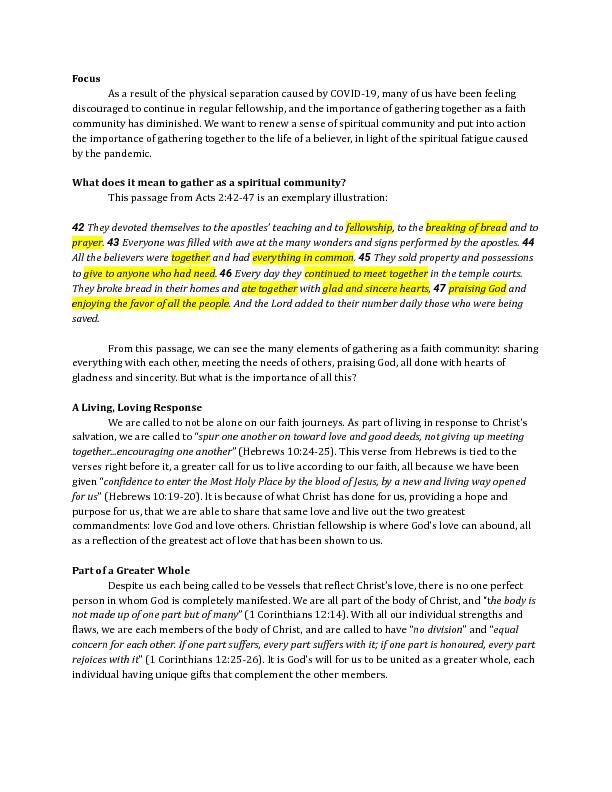 Focus
As a result of the physical separation caused by COVID-19, many of us have been feeling
discouraged to continue in regular fellowship, and the importance of gathering together as a faith
community has diminished. We want to renew a sense of spiritual community and put into action
the importance of gathering together to the life of a believer, in light of the spiritual fatigue caused
by the pandemic.
What does it mean to gather as a spiritual community?
This passage from Acts 2:42-47 is an exemplary illustration:
42 They devoted themselves to the apostles' teaching and to fellowship, to the breaking of bread and to
prayer. 43 Everyone was filled with awe at the many wonders and signs performed by the apostles. 44
All the believers were together and had everything in common. 45 They sold property and possessions
to give to anyone who had need. 46 Every day they continued to meet together in the temple courts.
They broke bread in their homes and ate together with glad and sincere hearts, 47 praising God and
enjoying the favor of all the people. And the Lord added to their number daily those who were being
saved.
From this passage, we can see the many elements of gathering as a faith community: sharing
everything with each other, meeting the needs of others, praising God, all done with hearts of
gladness and sincerity. But what is the importance of all this?
A Living, Loving Response
We are called to not be alone on our faith journeys. As part of living in response to Christ's
salvation, we are called to "spur one another on toward love and good deeds, not giving up meeting
together...encouraging one another" (Hebrews 10:24-25). This verse from Hebrews is tied to the
verses right before it, a greater call for us to live according to our faith, all because we have been
given "confidence to enter the Most Holy Place by the blood of Jesus, by a new and living way opened
for us" (Hebrews 10:19-20). It is because of what Christ has done for us, providing a hope and
purpose for us, that we are able to share that same love and live out the two greatest
commandments: love God and love others. Christian fellowship is where God's love can abound, all
as a reflection of the greatest act of love that has been shown to us.
Part of a Greater Whole
Despite us each being called to be vessels that reflect Christ's love, there is no one perfect
person in whom God is completely manifested. We are all part of the body of Christ, and "the body is
not made up of one part but of many" (1 Corinthians 12:14). With all our individual strengths and
flaws, we are each members of the body of Christ, and are called to have "no division" and "equal
concern for each other. If one part suffers, every part suffers with it; if one part is honoured, every part
rejoices with it" (1 Corinthians 12:25-26). It is God's will for us to be united as a greater whole, each
individual having unique gifts that complement the other members.